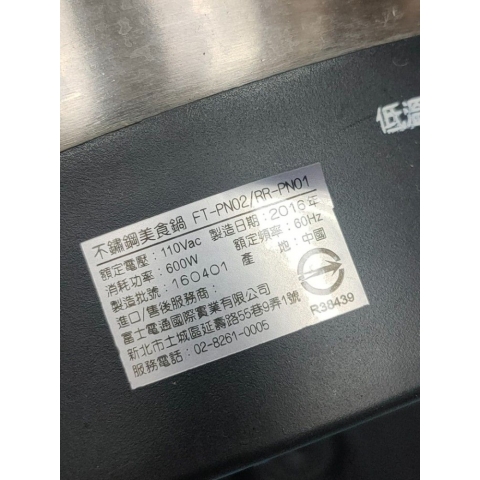 低溫
不鏽鋼美食鍋 FT-PN02/RR-PN01
額定電壓：110Vac 製造日期：2016年
消耗功率：600W 額定頻率：60Hz
製造批號：160401 產 地：中國
進口/售後服務商：
富士電通國際實業有限公司
新北市土城區延壽路55巷9弄1號
服務電話：02-8261-0005
R38439